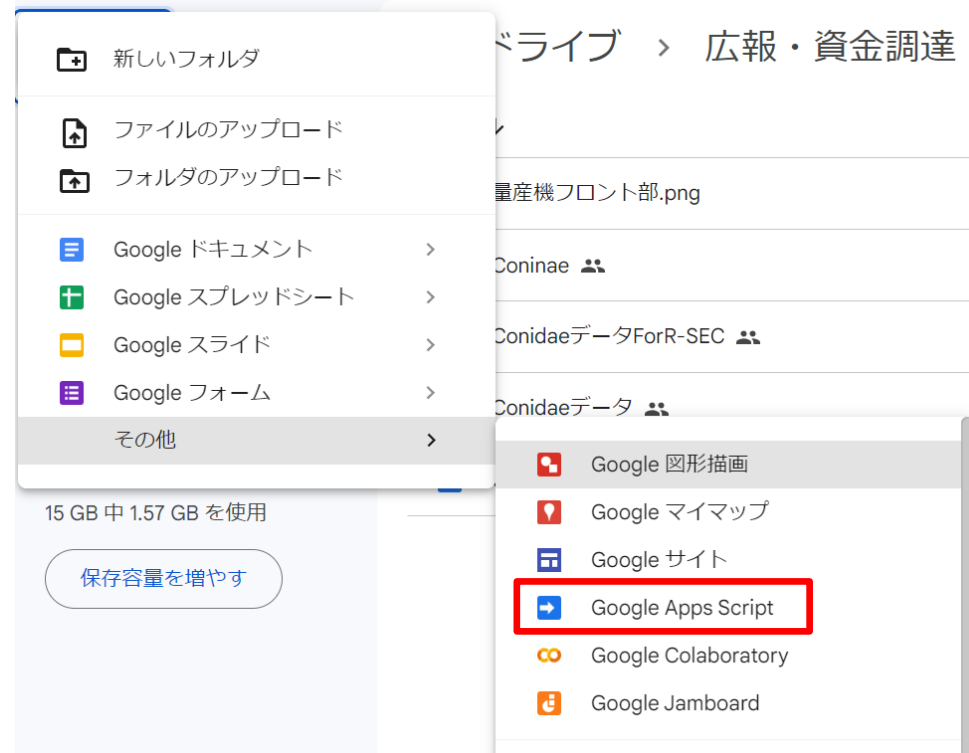 新しいフォルダ
ファイルのアップロード
フォルダのアップロード
Google ドキュメント
Google スプレッドシート
Google スライド
Google フォーム
その他
15 GB 中 1.57 GB を使用
保存容量を増やす
ドライブ > 広報・資金調達
量産機フロント部.png
Coninae
ConidaeデータForR-SEC
Conidaeデータ
Google 図形描画
Google マイマップ
Google サイト
Google Apps Script
Google Colaboratory
Google Jamboard